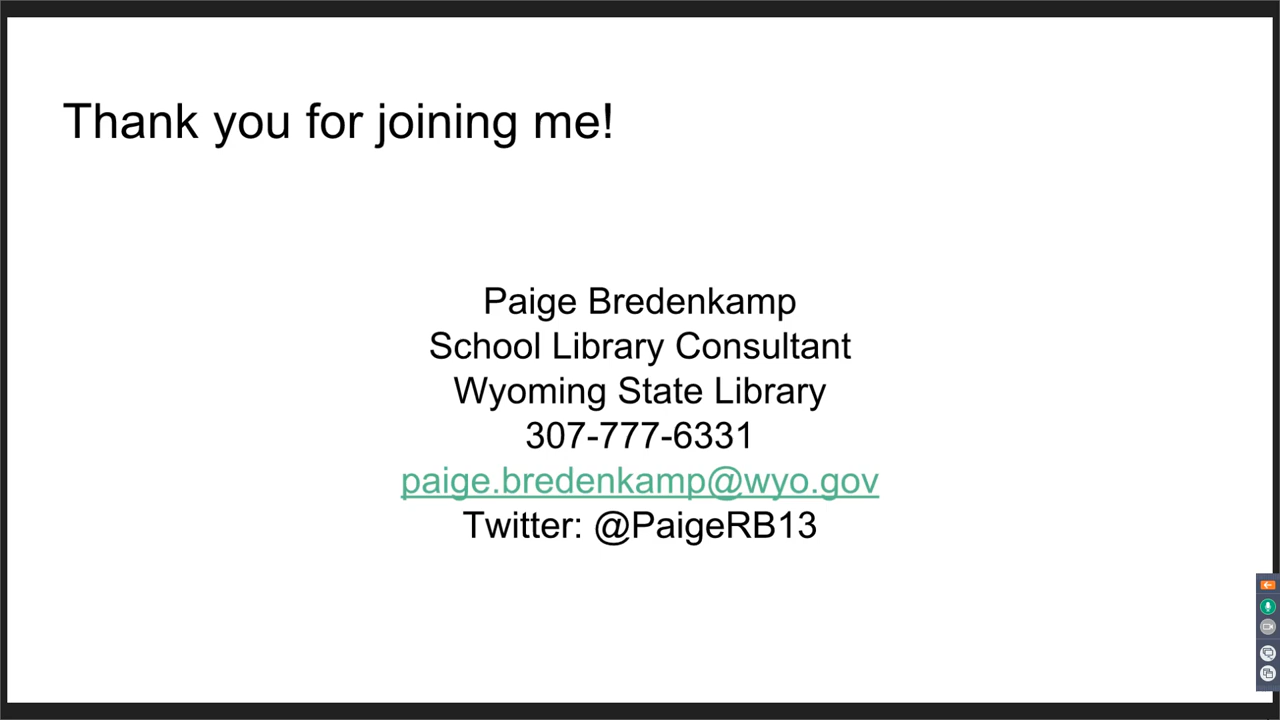 Thank you for joining me!
Paige Bredenkamp
School Library Consultant
Wyoming State Library
307-777-6331
paige.bredenkamp@wyo.gov
Twitter: @PaigeRB13